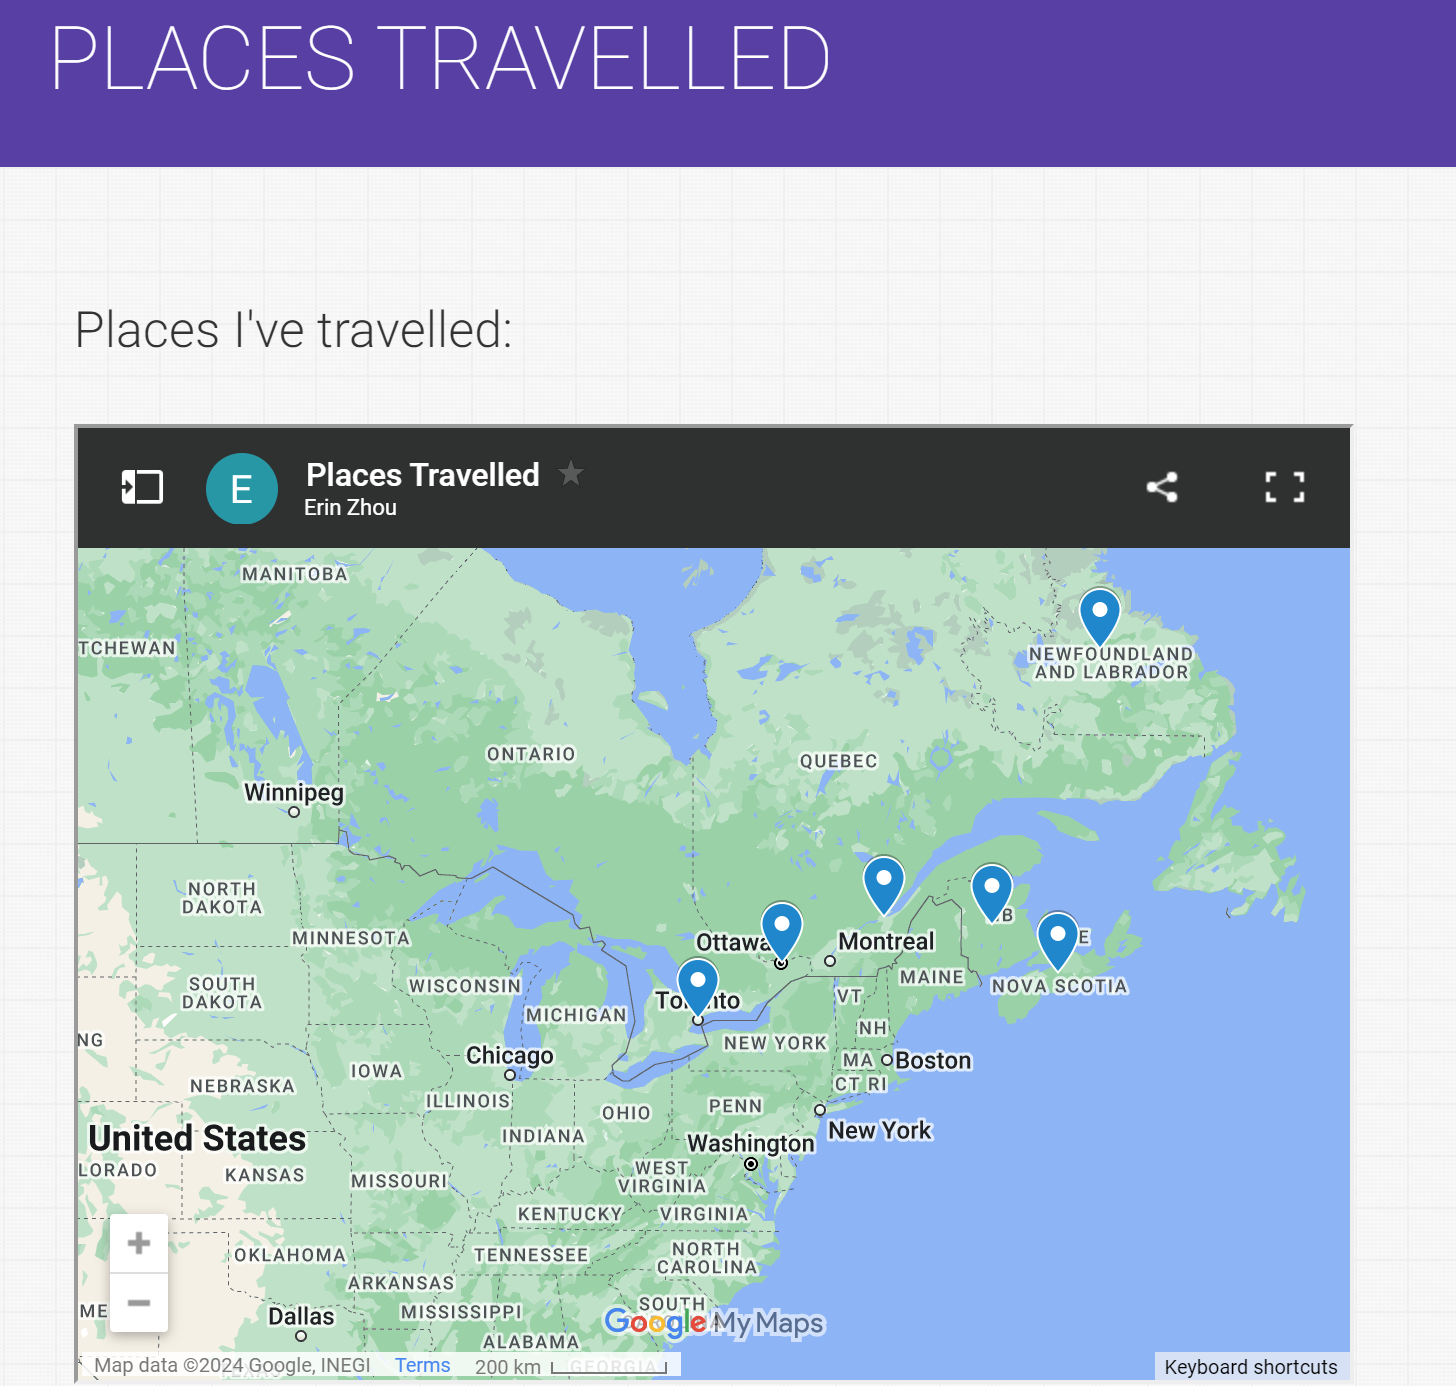 PLACES TRAVELLED
Places I've travelled:
E
Places Travelled
Erin Zhou
MANITOBA
TCHEWAN
NEWFOUNDLAND
AND LABRADOR
ONTARIO
QUEBEC
Winnipeg
NORTH
DAKOTA
MINNESOTA
Ottawa
Montreal
NB
E
SOUTH
DAKOTA
WISCONSIN
MICHIGAN
Toronto
VT
MAINE
NOVA SCOTIA
NG
NH
NEW YORK
Chicago
IOWA
MA
Boston
NEBRASKA
CT RI
ILLINOIS
OHIO
PENN
New York
United States
INDIANA
Washington
LORADO
KANSAS
MISSOURI
WEST
VIRGINIA
KENTUCKY
VIRGINIA
OKLAHOMA
TENNESSEE
NORTH
CAROLINA
ARKANSAS
ME
Dallas
MISSISSIPPI
SOUTH
Google My Maps
ALABAMA
GEORGIA
Map data ©2024 Google, INEGI
Terms
200 km
Keyboard shortcuts